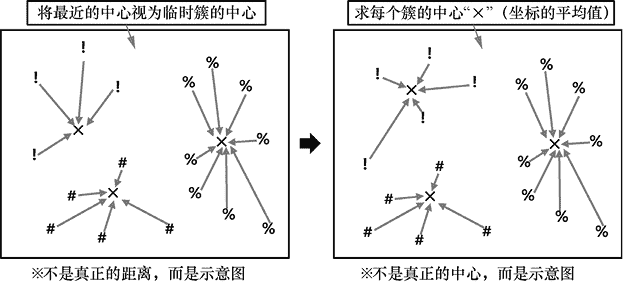 将最近的中心视为临时簇的中心
求每个簇的中心“×”（坐标的平均值）
! ! ! !
× 
% % % % % % % %
×
# # # # # #
×
! ! ! !
×
% % % % % % % %
×
# # # # # #
×
※不是真正的距离，而是示意图
※不是真正的中心，而是示意图